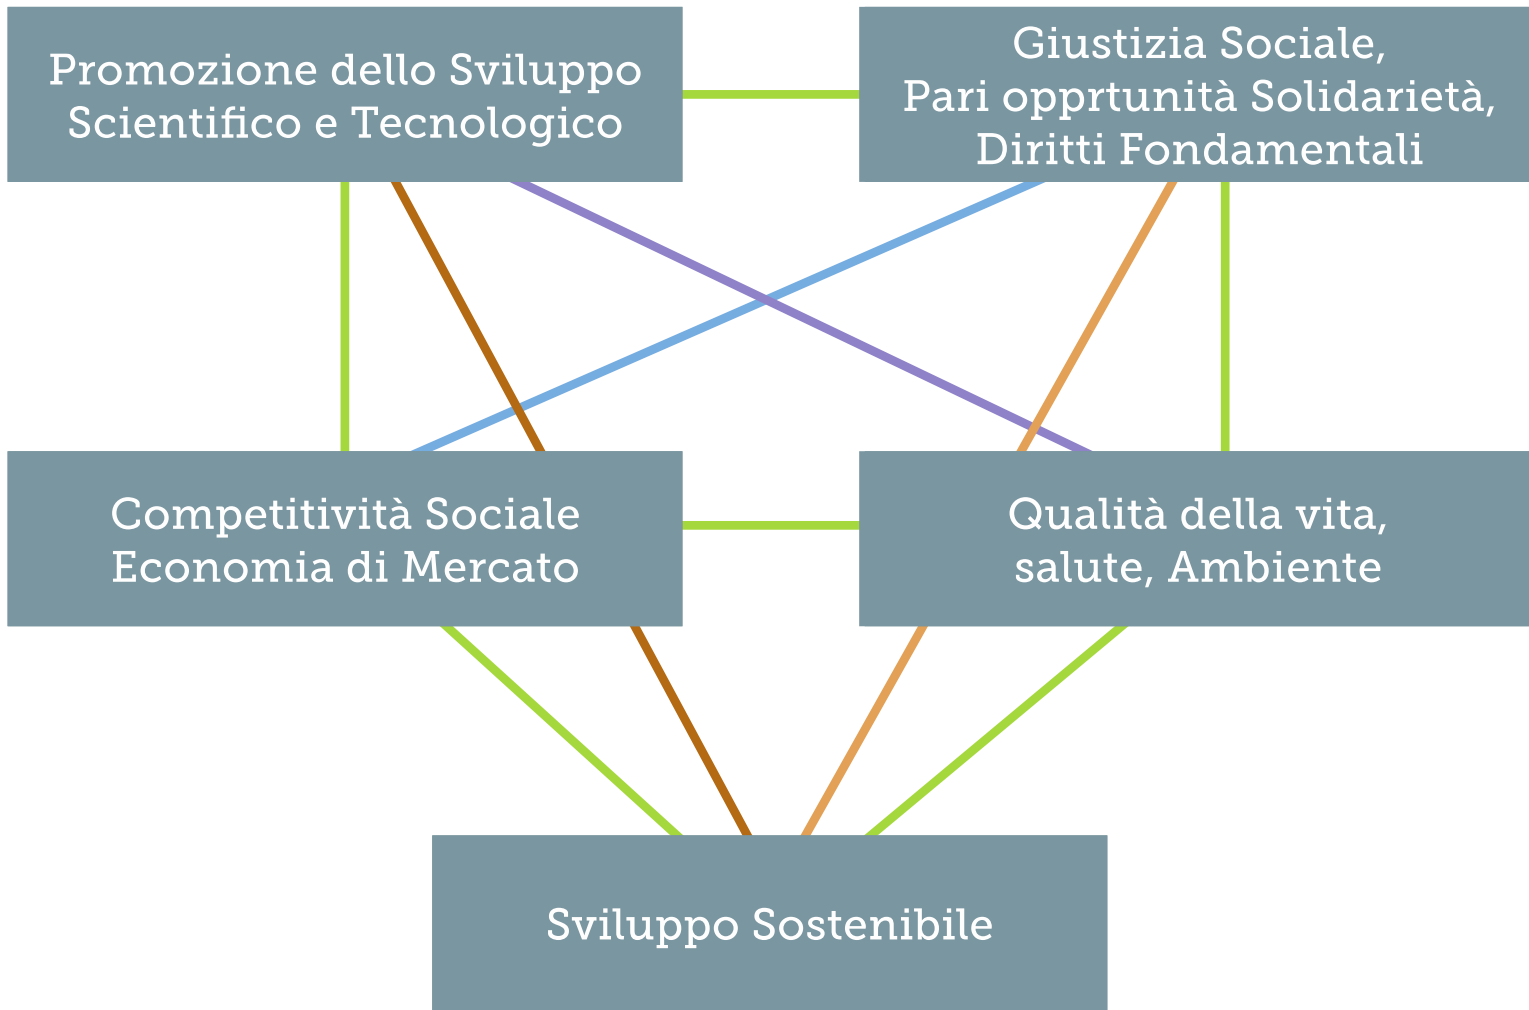 Promozione dello Sviluppo
Scientifico e Tecnologico
Giustizia Sociale,
Pari opprtunità Solidarietà,
Diritti Fondamentali
Competitività Sociale
Economia di Mercato
Qualità della vita,
salute, Ambiente
Sviluppo Sostenibile